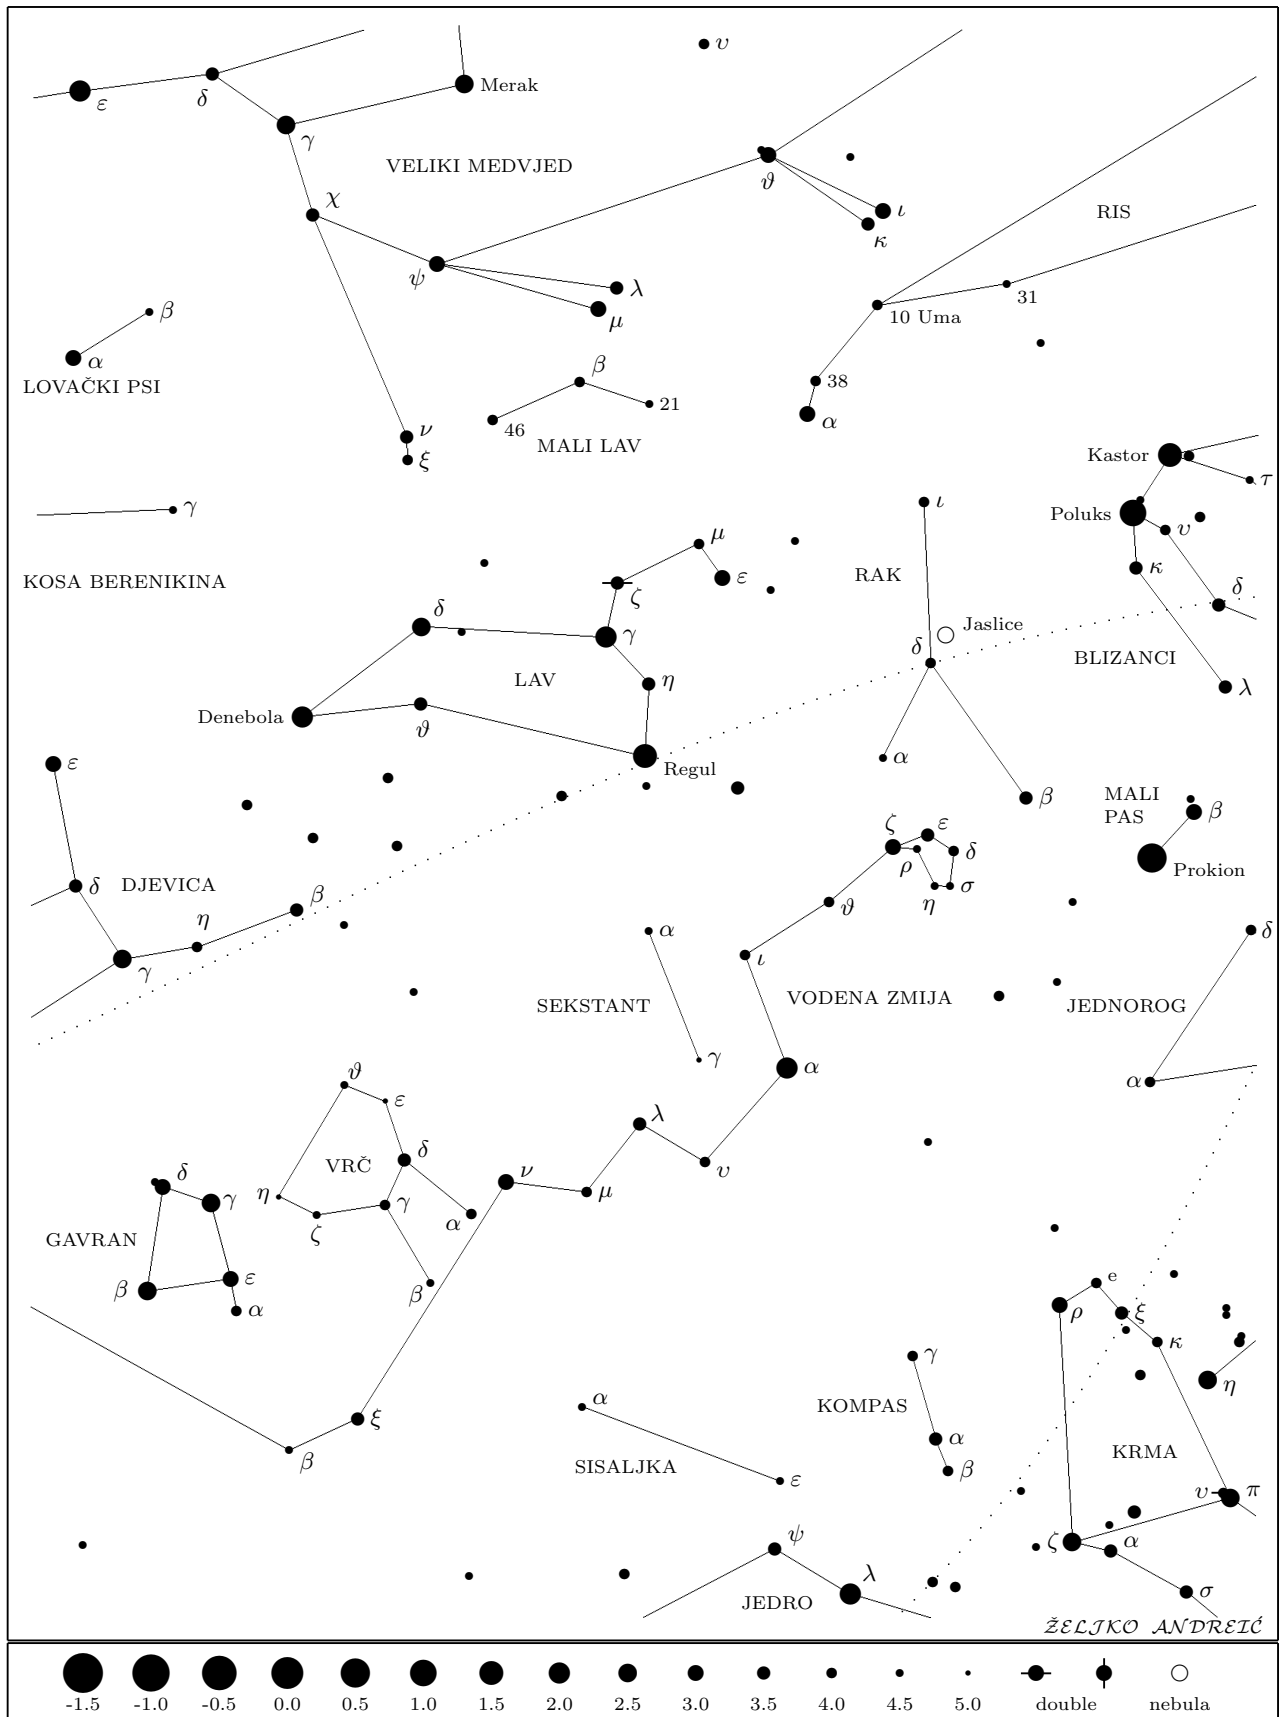 υ
Merak
ε
δ
γ
VELIKI MEDVJED
ϑ
χ
ι
RIS
κ
ψ
λ
31
β
μ
10 Uma
α
β
38
LOVAČKI PSI
21
46
α
ν
MALI LAV
ξ
Kastor
τ
γ
ι
Poluks
υ
μ
KOSA BERENIKINA
ε
RAK
κ
ζ
δ
δ
γ
Jaslice
δ
LAV
η
BLIZANCI
λ
Denebola
ϑ
ε
Regul
α
β
MALI
PAS
β
ζ
ε
ρ
δ
Prokion
δ
DJEVICA
β
η
σ
η
ϑ
γ
α
ι
δ
SEKSTANT
VODENA ZMIJA
JEDNOROG
γ
α
α
ϑ
ε
λ
δ
VRČ
υ
δ
γ
η
γ
ν
μ
ζ
α
GAVRAN
β
ε
β
α
e
ρ
ξ
κ
γ
η
α
KOMPAS
ξ
α
KRMA
β
SISALJKA
ε
β
υ
π
ψ
ζ
α
λ
σ
JEDRO
ŽELJKO ANDREIĆ
-1.5 -1.0 -0.5 0.0 0.5 1.0 1.5 2.0 2.5 3.0 3.5 4.0 4.5 5.0 double nebula